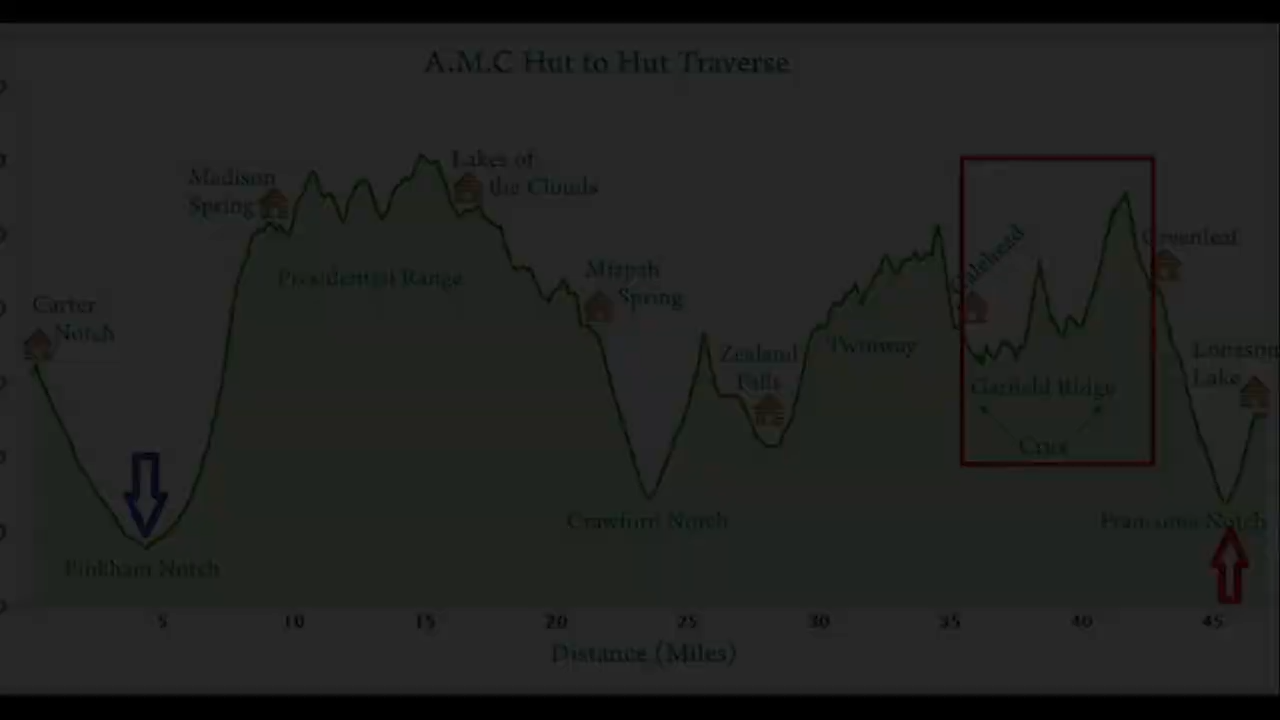 A.M.C Hut to Hut Traverse
Lakes of
the Clouds
Madison
Spring
Galehead
Greenleaf
Mizpah
Spring
Presidential Range
Carter
Notch
Zealand
Falls
Twinway
Lonesom
Lake
Garfield Ridge
Crux
Crawford Notch
Franconia Notch
Pinkham Notch
5 10 15 20 25 30 35 40 45
Distance (Miles)